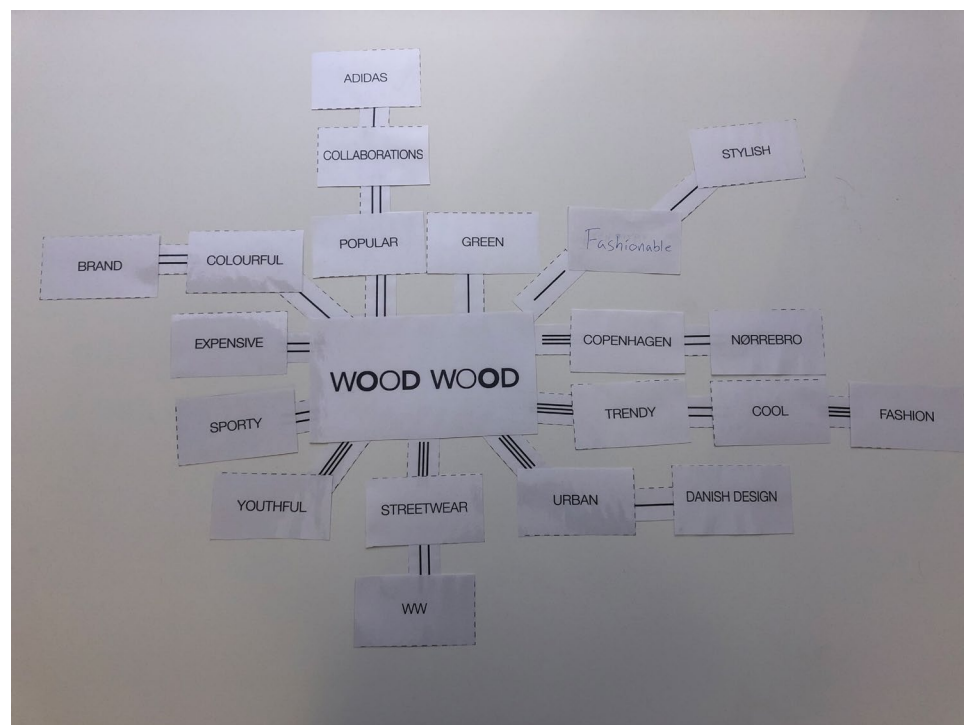 ADIDAS
COLLABORATIONS
STYLISH
POPULAR
GREEN
Fashionable
BRAND
COLOURFUL
EXPENSIVE
COPENHAGEN
NØRREBRO
WOOD WOOD
SPORTY
TRENDY
COOL
FASHION
YOUTHFUL
STREETWEAR
URBAN
DANISH DESIGN
WW